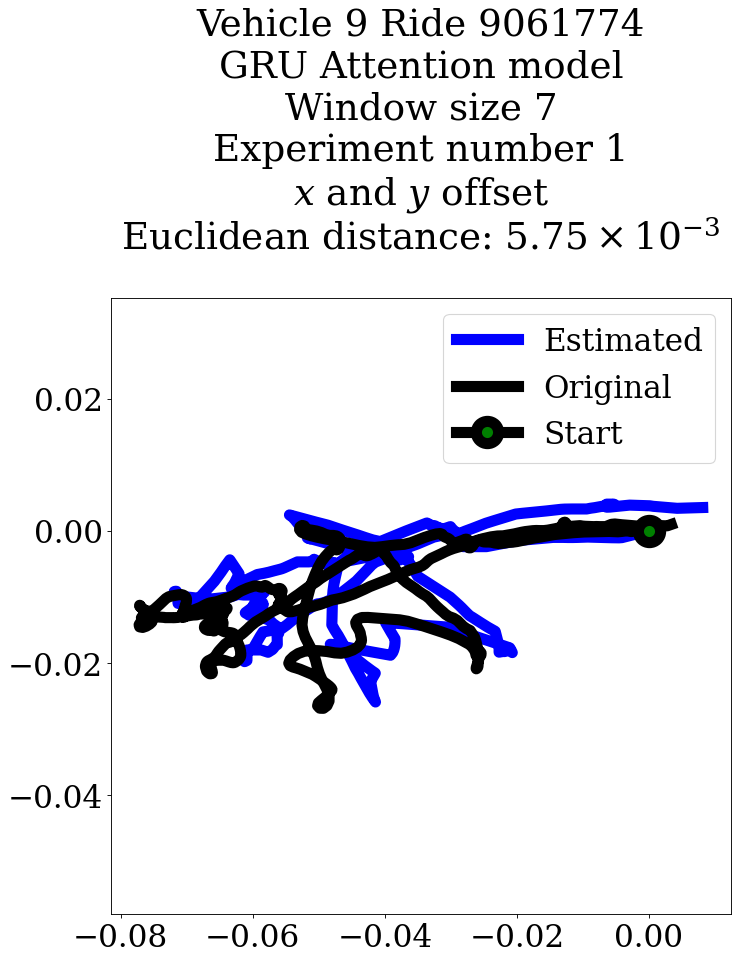 Vehicle 9 Ride 9061774
GRU Attention model
Window size 7
Experiment number 1
x and y offset
Euclidean distance: 5.75 × 10⁻³
Estimated
Original
Start
0.02
0.00
−0.02
−0.04
−0.08 −0.06 −0.04 −0.02 0.00